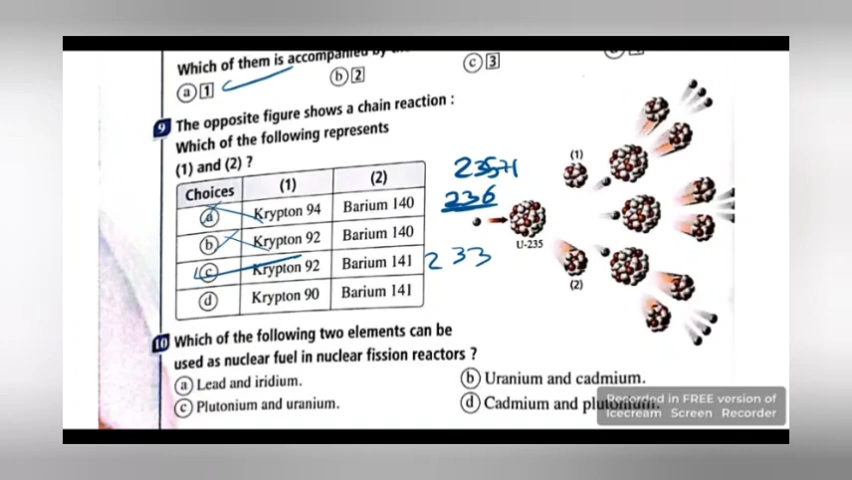 Which of them is accompanied by
a 1
b 2
c 3
9 The opposite figure shows a chain reaction :
Which of the following represents
(1) and (2) ?
Choices (1) (2)
a Krypton 94 Barium 140
b Krypton 92 Barium 140
c Krypton 92 Barium 141
d Krypton 90 Barium 141
235+1
236
233
(1)
U-235
(2)
10 Which of the following two elements can be
used as nuclear fuel in nuclear fission reactors ?
a Lead and iridium.
b Uranium and cadmium.
c Plutonium and uranium.
d Cadmium and plutonium.
Recorded in FREE version of
Icecream Screen Recorder